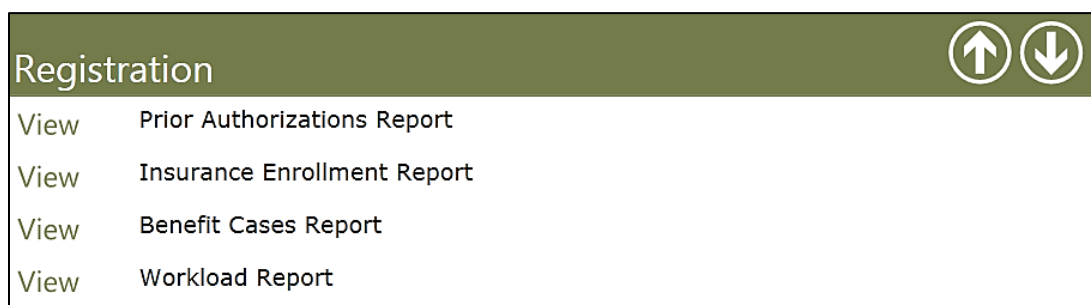 Registration
View Prior Authorizations Report
View Insurance Enrollment Report
View Benefit Cases Report
View Workload Report